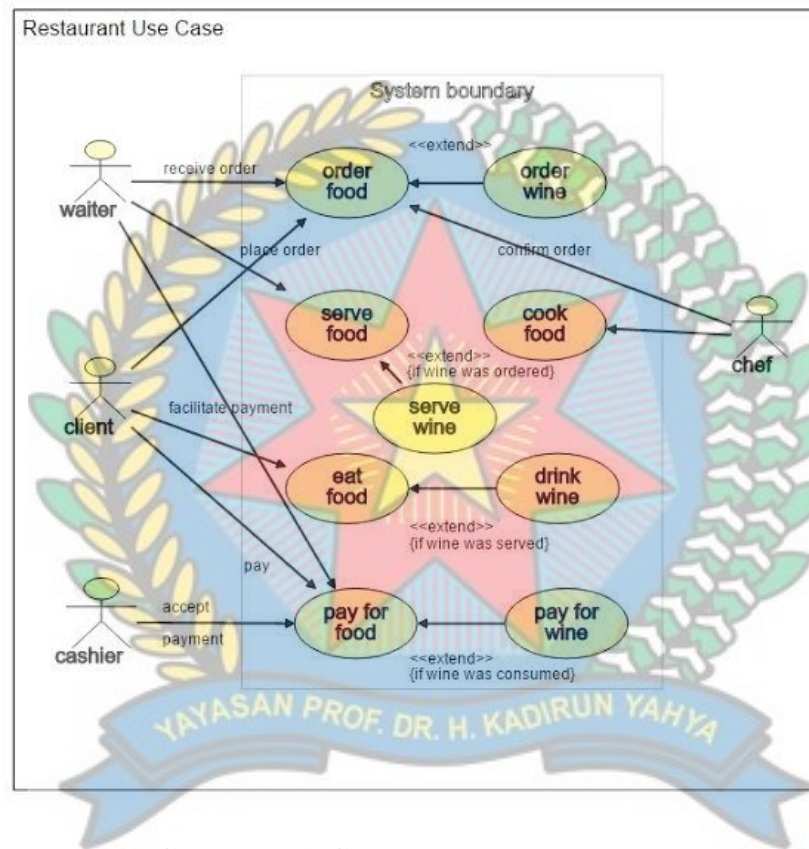 Restaurant Use Case
System boundary
<<extend>>
receive order
order
food
order
wine
waiter
place order
confirm order
serve
food
cook
food
chef
<<extend>>
{if wine was ordered}
serve
wine
client
facilitate payment
eat
food
drink
wine
<<extend>>
{if wine was served}
pay
accept
payment
cashier
pay for
food
pay for
wine
<<extend>>
{if wine was consumed}
YAYASAN PROF. DR. H. KADIRUN YAHYA